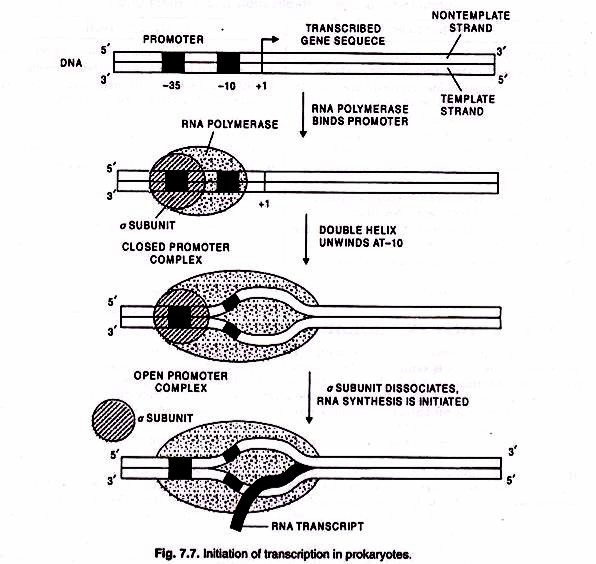 NONTEMPLATE
STRAND
TRANSCRIBED
GENE SEQUECE
PROMOTER
5′
3′
DNA
3′
5′
−35
−10
+1
TEMPLATE
STRAND
RNA POLYMERASE
BINDS PROMOTER
RNA POLYMERASE
5′
3′
+1
σ SUBUNIT
CLOSED PROMOTER
COMPLEX
DOUBLE HELIX
UNWINDS AT–10
5′
3′
OPEN PROMOTER
COMPLEX
σ SUBUNIT DISSOCIATES,
RNA SYNTHESIS IS INITIATED
σ SUBUNIT
5′
3′
3′
5′
RNA TRANSCRIPT
Fig. 7.7. Initiation of transcription in prokaryotes.